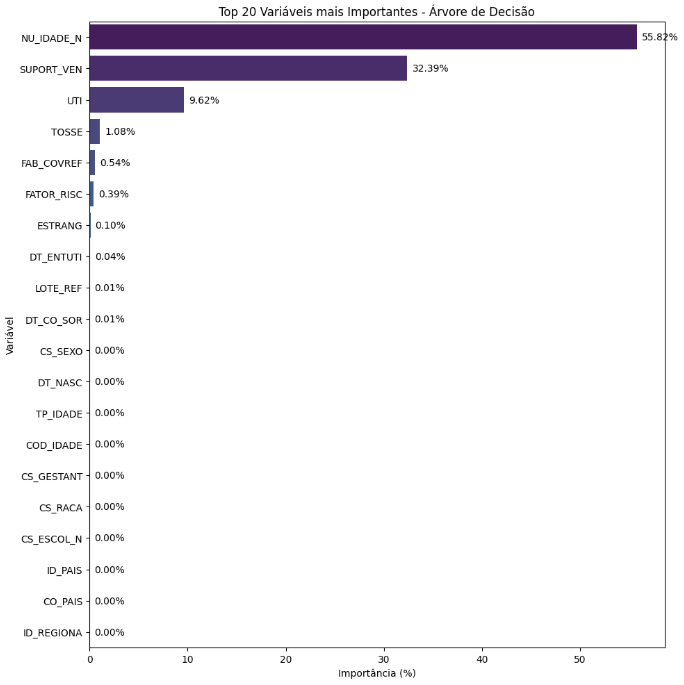 Top 20 Variáveis mais Importantes - Árvore de Decisão
NU_IDADE_N 55.82%
SUPORT_VEN 32.39%
UTI 9.62%
TOSSE 1.08%
FAB_COVREF 0.54%
FATOR_RISC 0.39%
ESTRANG 0.10%
DT_ENTUTI 0.04%
LOTE_REF 0.01%
DT_CO_SOR 0.01%
CS_SEXO 0.00%
DT_NASC 0.00%
TP_IDADE 0.00%
COD_IDADE 0.00%
CS_GESTANT 0.00%
CS_RACA 0.00%
CS_ESCOL_N 0.00%
ID_PAIS 0.00%
CO_PAIS 0.00%
ID_REGIONA 0.00%
Variável
0 10 20 30 40 50
Importância (%)